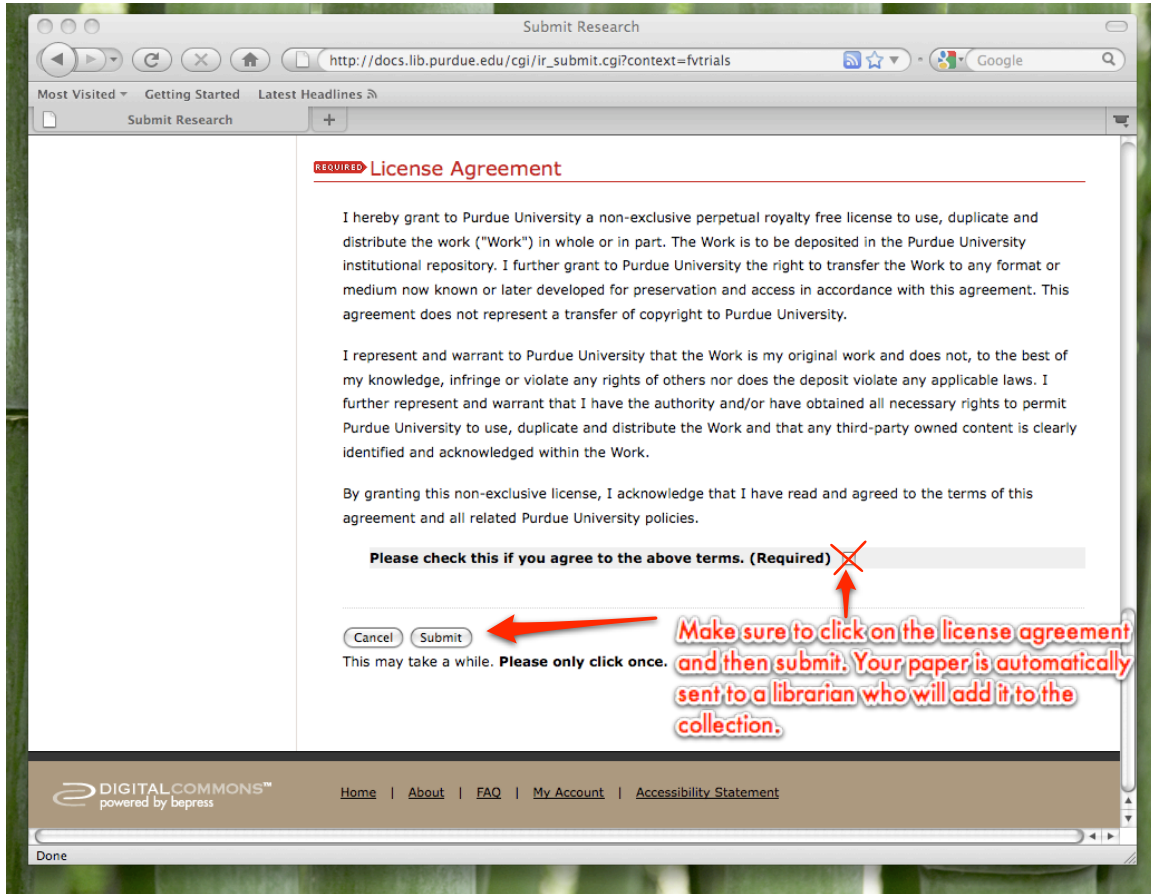 Submit Research
http://docs.lib.purdue.edu/cgi/ir_submit.cgi?context=fvtrials
Google
Most Visited Getting Started Latest Headlines
Submit Research
+
REQUIRED License Agreement
I hereby grant to Purdue University a non-exclusive perpetual royalty free license to use, duplicate and
distribute the work ("Work") in whole or in part. The Work is to be deposited in the Purdue University
institutional repository. I further grant to Purdue University the right to transfer the Work to any format or
medium now known or later developed for preservation and access in accordance with this agreement. This
agreement does not represent a transfer of copyright to Purdue University.
I represent and warrant to Purdue University that the Work is my original work and does not, to the best of
my knowledge, infringe or violate any rights of others nor does the deposit violate any applicable laws. I
further represent and warrant that I have the authority and/or have obtained all necessary rights to permit
Purdue University to use, duplicate and distribute the Work and that any third-party owned content is clearly
identified and acknowledged within the Work.
By granting this non-exclusive license, I acknowledge that I have read and agreed to the terms of this
agreement and all related Purdue University policies.
Please check this if you agree to the above terms. (Required)
Cancel Submit
This may take a while. Please only click once.
Make sure to click on the license agreement
and then submit. Your paper is automatically
sent to a librarian who will add it to the
collection.
DIGITALCOMMONS™
powered by bepress
Home | About | FAQ | My Account | Accessibility Statement
Done